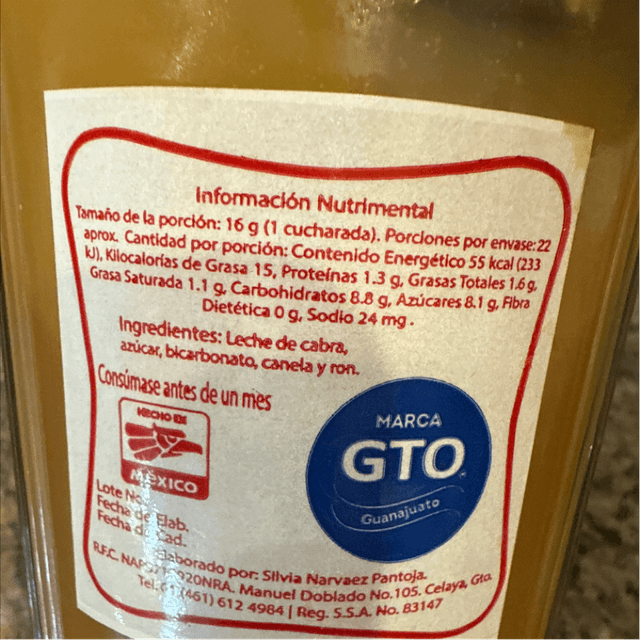 Información Nutrimental
Tamaño de la porción: 16 g (1 cucharada). Porciones por envase: 22
aprox. Cantidad por porción: Contenido Energético 55 kcal (233
kJ), Kilocalorías de Grasa 15, Proteínas 1.3 g, Grasas Totales 1.6 g,
Grasa Saturada 1.1 g, Carbohidratos 8.8 g, Azúcares 8.1 g, Fibra
Dietética 0 g, Sodio 24 mg.
Ingredientes: Leche de cabra,
azúcar, bicarbonato, canela y ron.
Consúmase antes de un mes
HECHO EN
MÉXICO
MARCA
GTO
Guanajuato
Lote No.
Fecha de Elab.
Fecha de Cad.
Elaborado por: Silvia Narvaez Pantoja.
R.F.C. Manuel Doblado No. 105. Celaya, Gto.
Tel. (461) 612 4984 | Reg. S.S.A. No. 83147